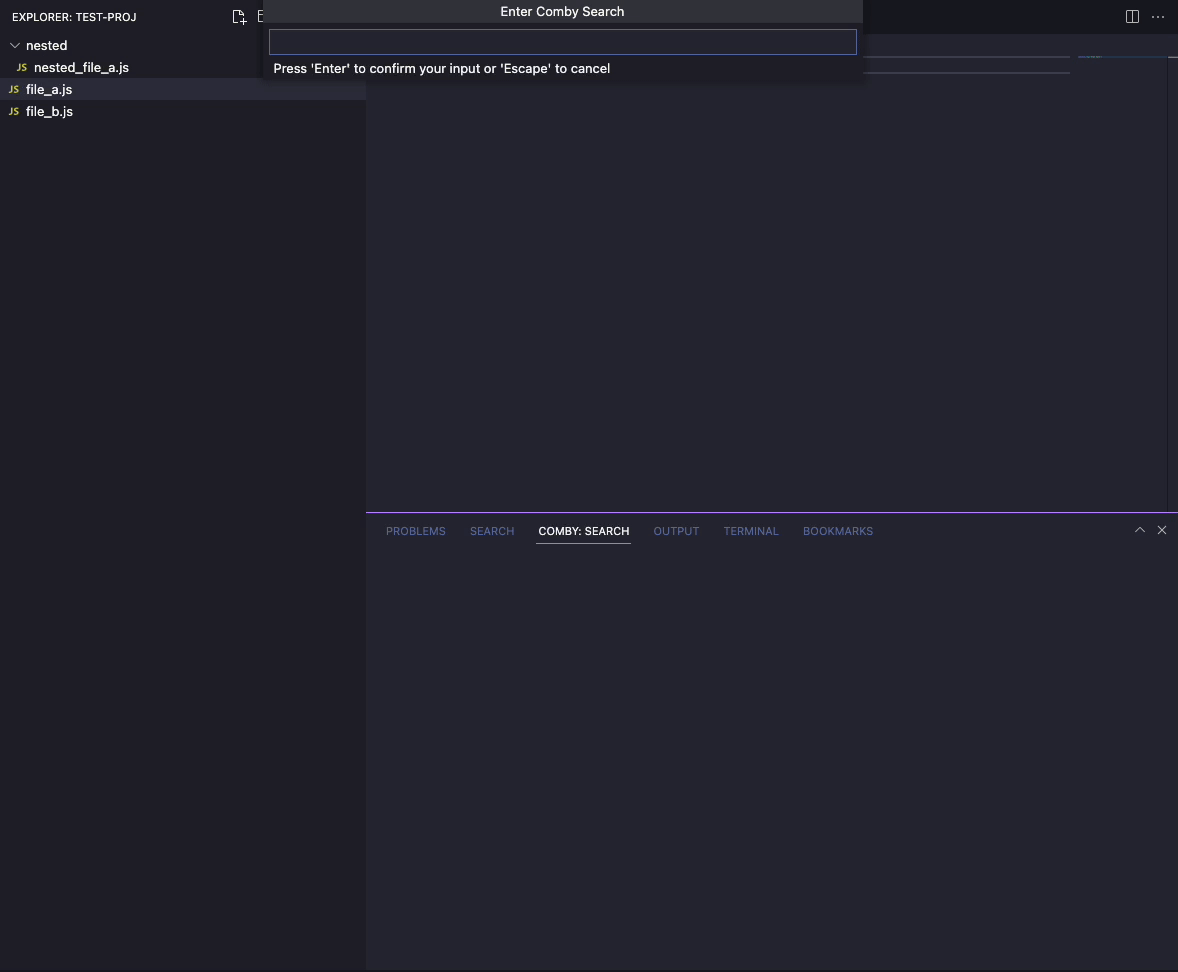 EXPLORER: TEST-PROJ
Enter Comby Search
Press 'Enter' to confirm your input or 'Escape' to cancel
nested
JS nested_file_a.js
JS file_a.js
JS file_b.js
PROBLEMS SEARCH COMBY: SEARCH OUTPUT TERMINAL BOOKMARKS